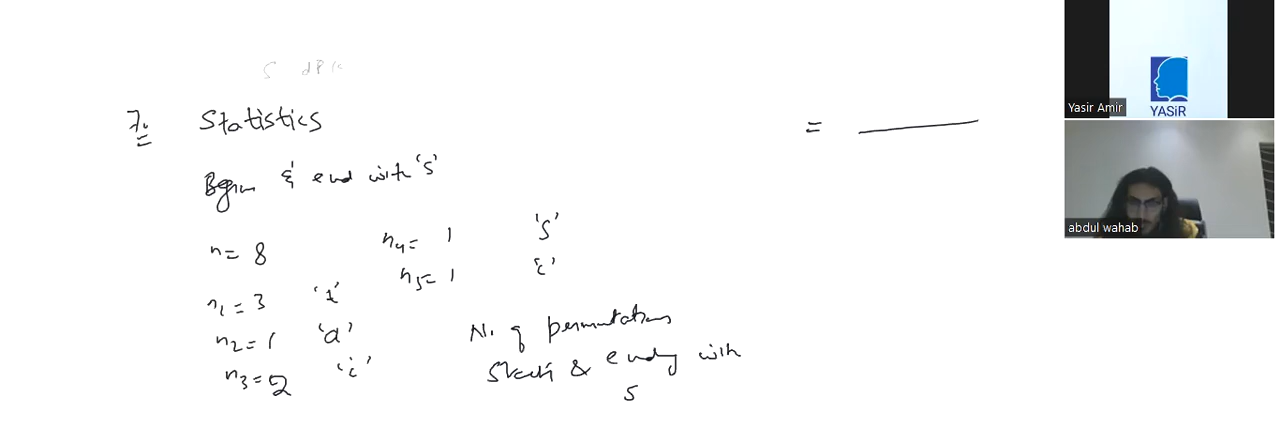 7. Statistics
= ______
Begin & end with 's'
n = 8
n4 = 1 's'
n5 = 1 'c'
n1 = 3 't'
n2 = 1 'a'
n3 = 2 'i'
No. of permutations
& ending with
s
Yasir Amir
YASiR
abdul wahab